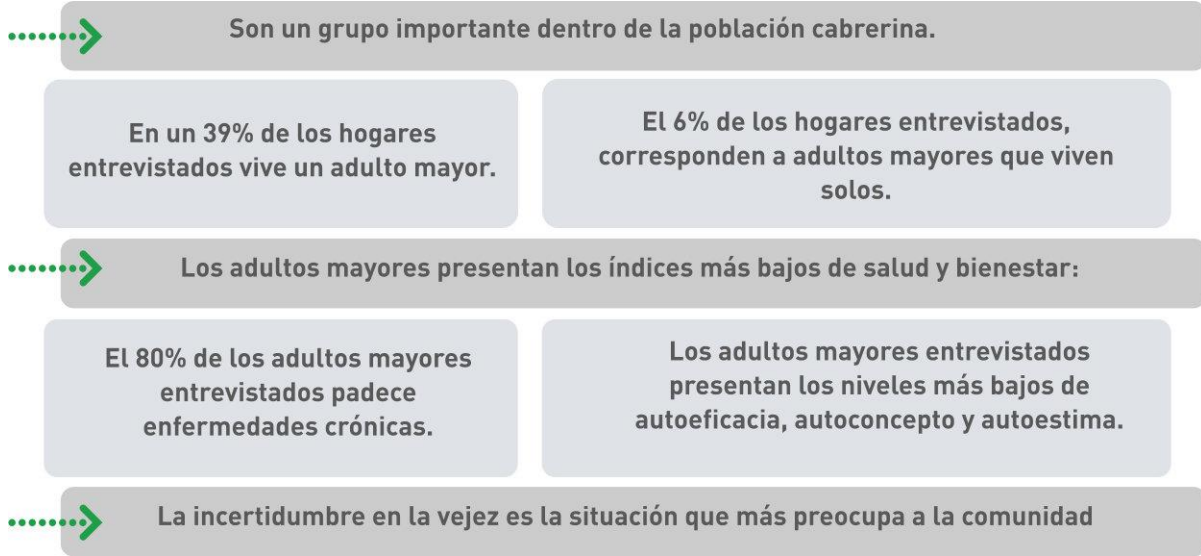 Son un grupo importante dentro de la población cabrerina.
En un 39% de los hogares
entrevistados vive un adulto mayor.
El 6% de los hogares entrevistados,
corresponden a adultos mayores que viven
solos.
Los adultos mayores presentan los índices más bajos de salud y bienestar:
El 80% de los adultos mayores
entrevistados padece
enfermedades crónicas.
Los adultos mayores entrevistados
presentan los niveles más bajos de
autoeficacia, autoconcepto y autoestima.
La incertidumbre en la vejez es la situación que más preocupa a la comunidad